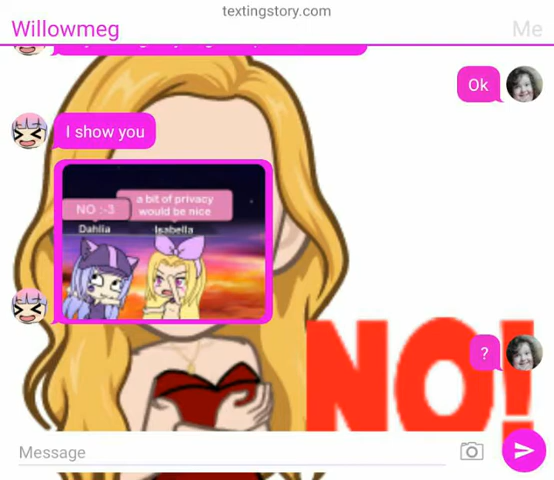 textingstory.com
Willowmeg
Me
Ok
I show you
a bit of privacy
would be nice
NO :-3
Dahlia
Isabella
NO!
?
Message